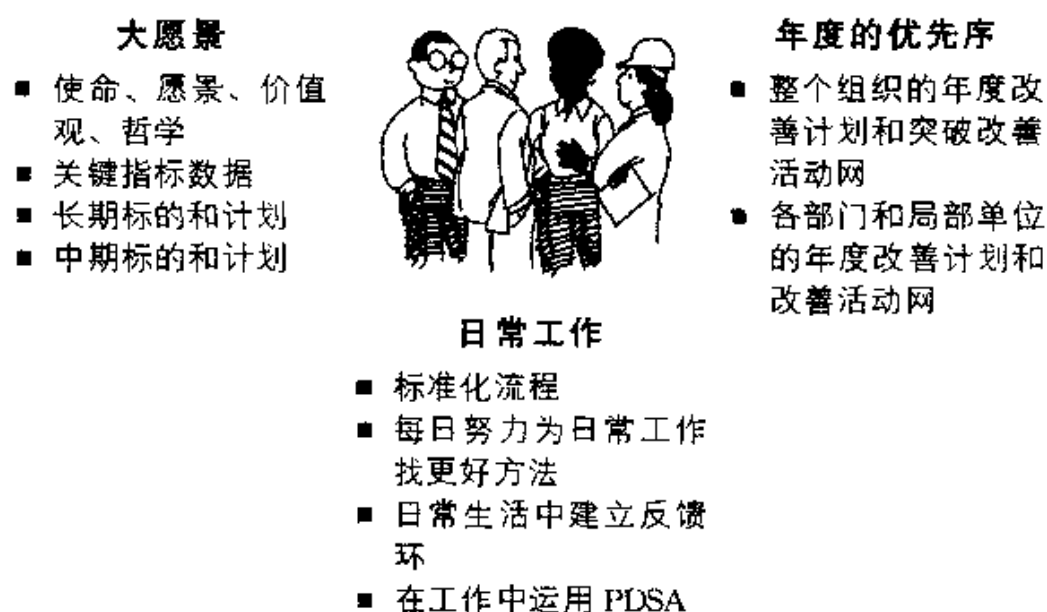 大愿景
■ 使命、愿景、价值
观、哲学
■ 关键指标数据
■ 长期标的和计划
■ 中期标的和计划
年度的优先序
■ 整个组织的年度改
善计划和突破改善
活动网
■ 各部门和局部单位
的年度改善计划和
改善活动网
日常工作
■ 标准化流程
■ 每日努力为日常工作
找更好方法
■ 日常生活中建立反馈
环
■ 在工作中运用 PDSA